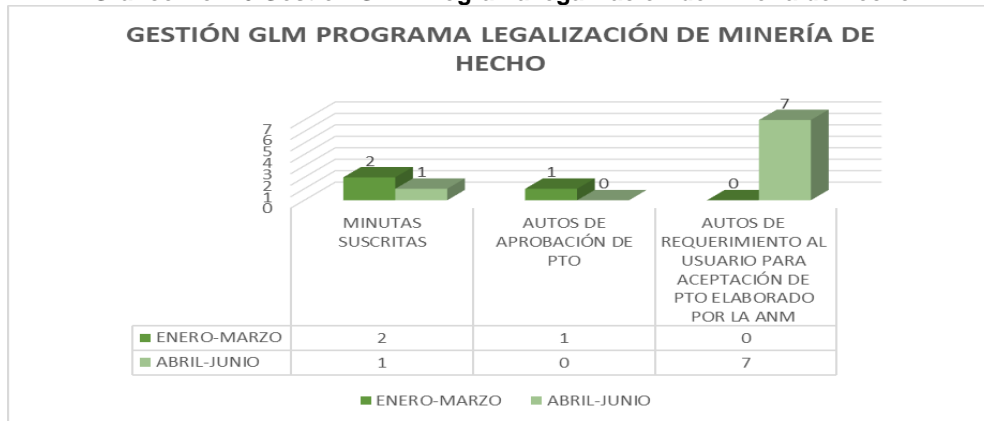 GESTIÓN GLM PROGRAMA LEGALIZACIÓN DE MINERÍA DE
HECHO
7
6
5
4
3
2
1
0
2
1
1
0
0
7
MINUTAS
SUSCRITAS
AUTOS DE
APROBACIÓN DE
PTO
AUTOS DE
REQUERIMIENTO AL
USUARIO PARA
ACEPTACIÓN DE
PTO ELABORADO
POR LA ANM
ENERO-MARZO 2 1 0
ABRIL-JUNIO 1 0 7
ENERO-MARZO ABRIL-JUNIO